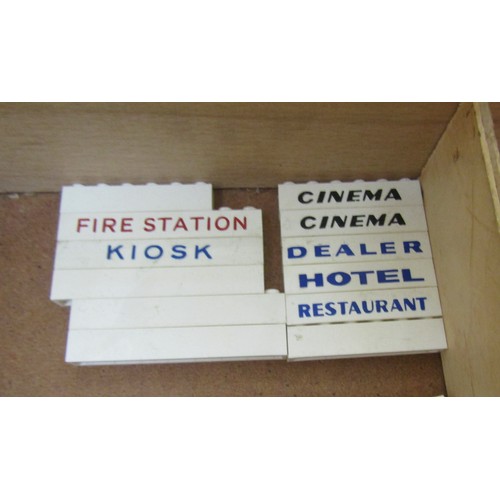 FIRE STATION
KIOSK
CINEMA
CINEMA
DEALER
HOTEL
RESTAURANT